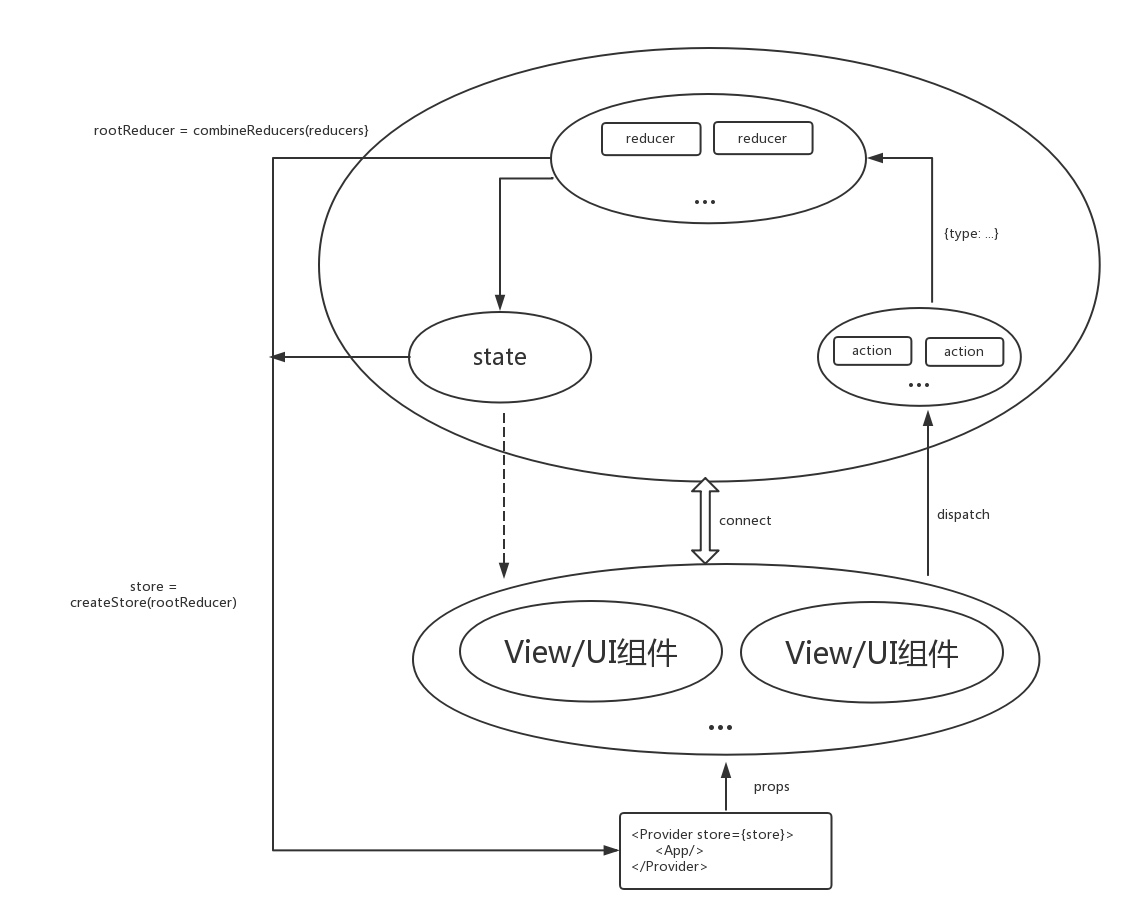 rootReducer = combineReducers(reducers}
reducer
reducer
...
{type: ...}
state
action
action
...
connect
dispatch
store =
createStore(rootReducer)
View/UI组件
View/UI组件
...
props
<Provider store={store}>
<App/>
</Provider>